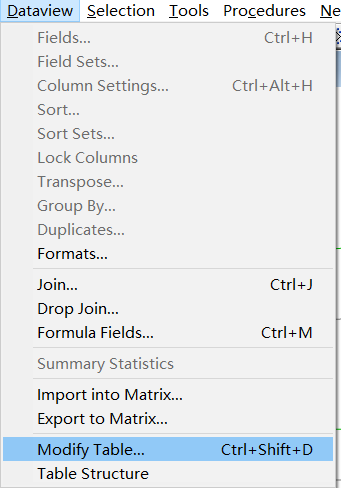 Dataview Selection Tools Procedures Ne
Fields... Ctrl+H
Field Sets...
Column Settings... Ctrl+Alt+H
Sort...
Sort Sets...
Lock Columns
Transpose...
Group By...
Duplicates...
Formats...
Join... Ctrl+J
Drop Join...
Formula Fields... Ctrl+M
Summary Statistics
Import into Matrix...
Export to Matrix...
Modify Table... Ctrl+Shift+D
Table Structure